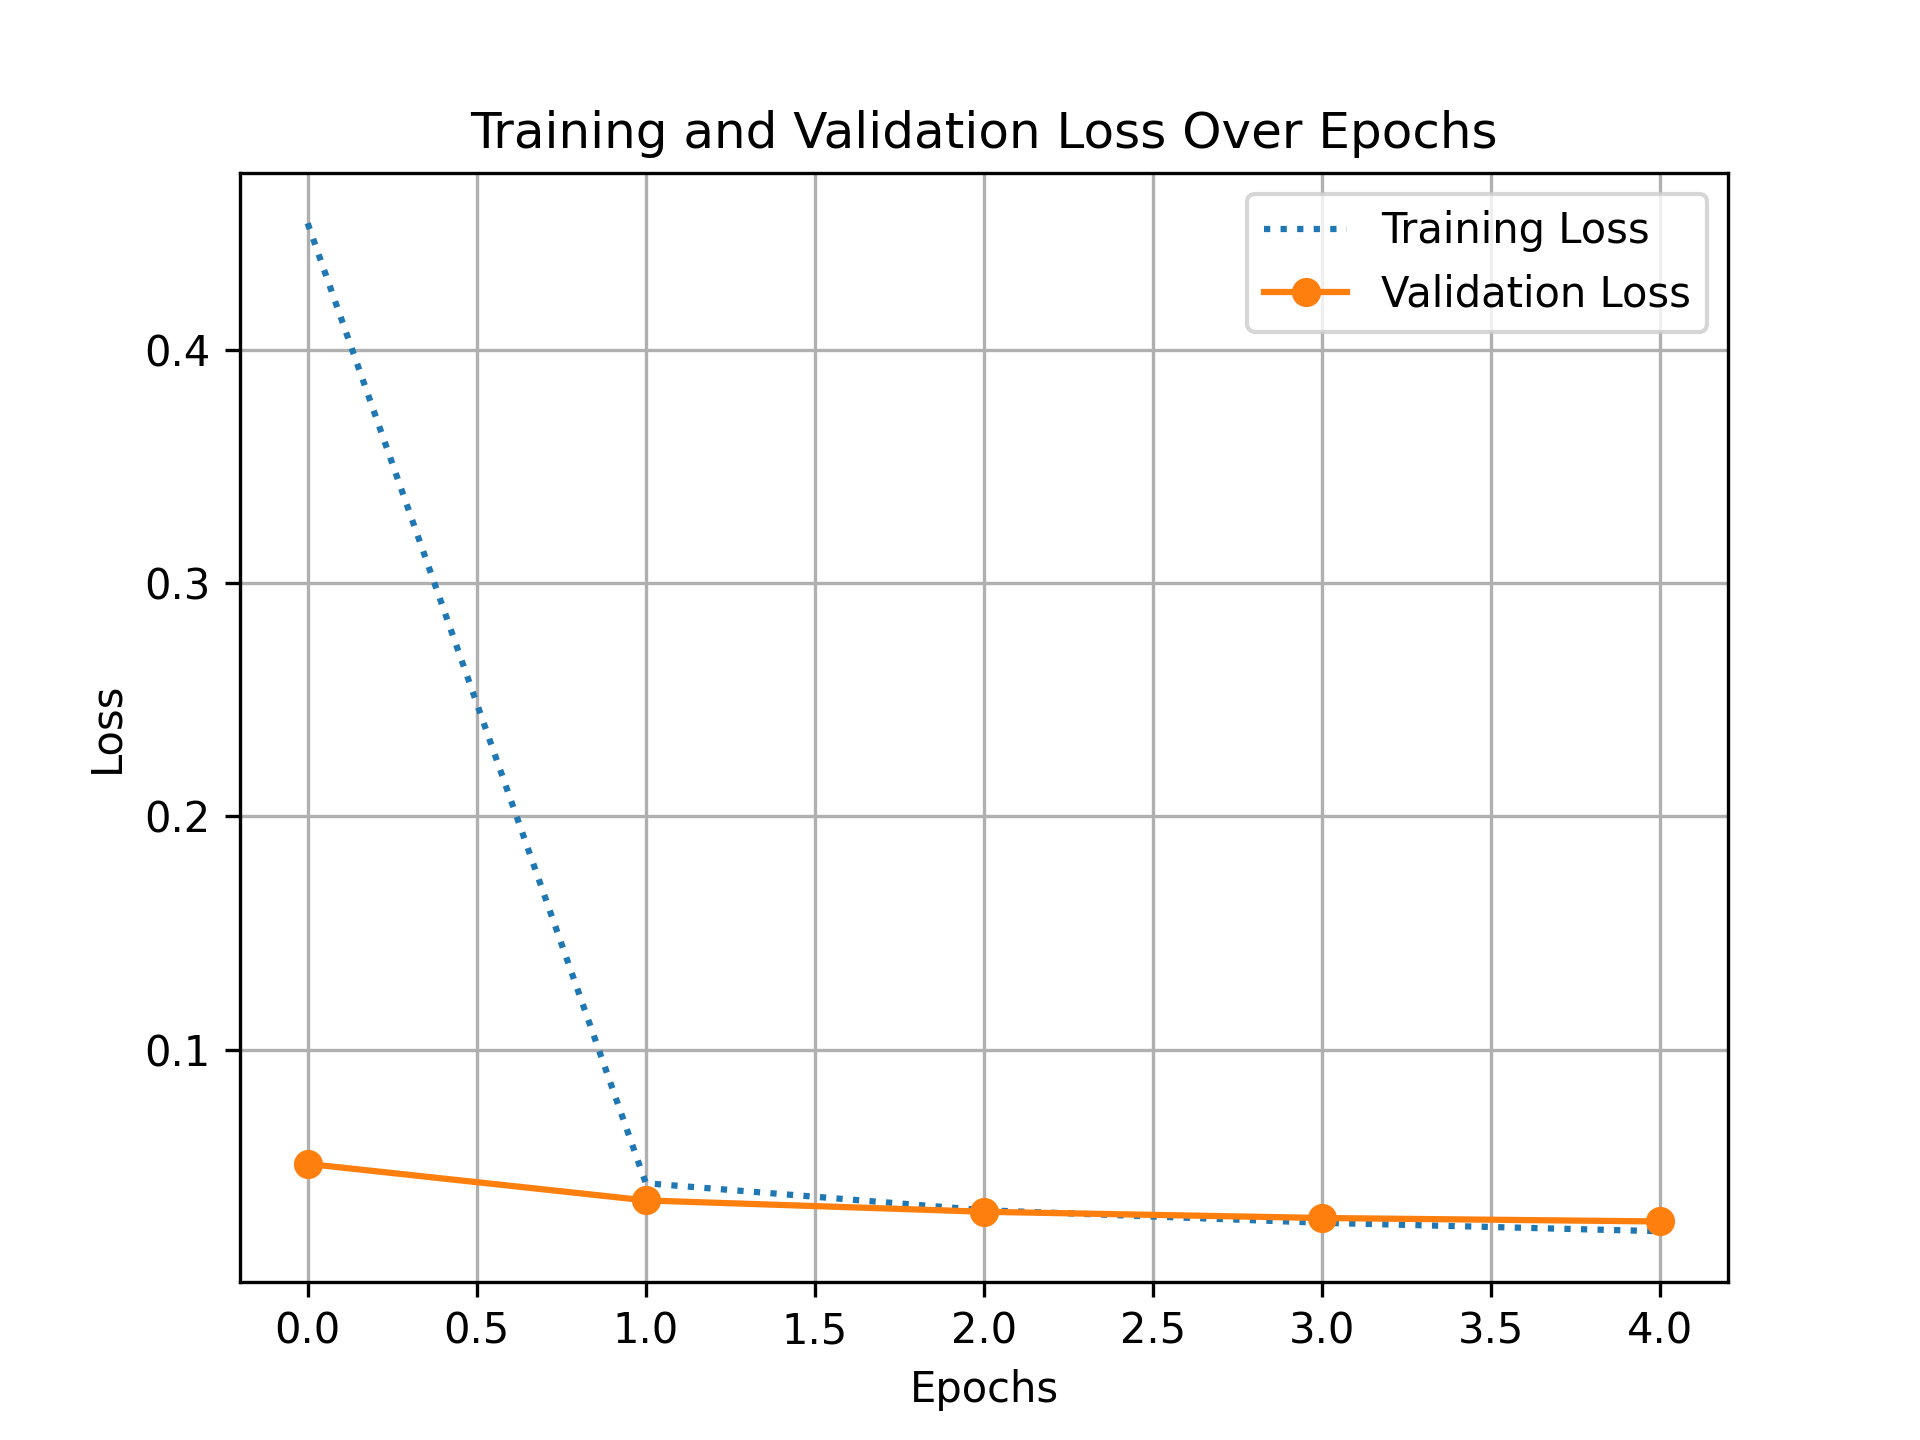 Training and Validation Loss Over Epochs
Training Loss
Validation Loss
Loss
0.4
0.3
0.2
0.1
0.0 0.5 1.0 1.5 2.0 2.5 3.0 3.5 4.0
Epochs